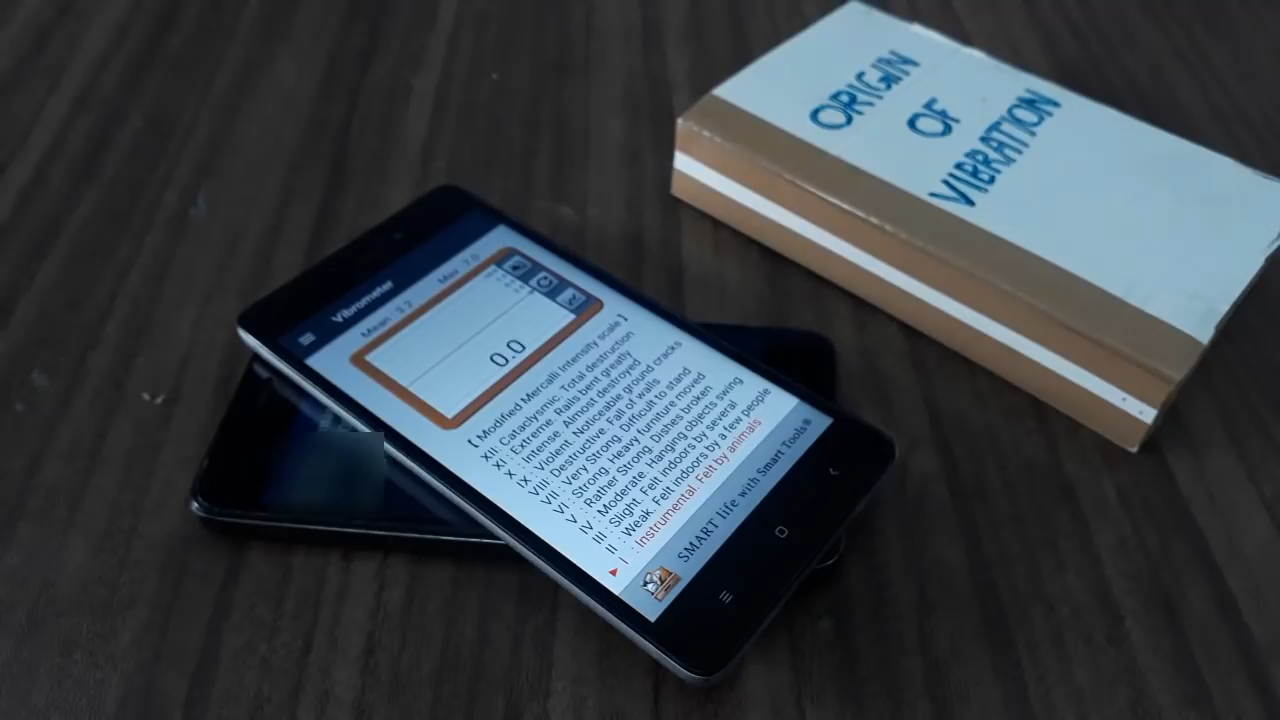 Vibrometer
Mean : 3.2 Max : 7.0
0.0
[ Modified Mercalli Intensity scale ]
XII: Cataclysmic. Total destruction
XI : Extreme. Rails bent greatly
X : Intense. Almost destroyed
IX : Violent. Noticeable ground cracks
VIII: Destructive. Fall of walls
VII : Very Strong. Difficult to stand
VI : Strong. Heavy furniture moved
V : Rather Strong. Dishes broken
IV : Moderate. Hanging objects swing
III : Slight. Felt indoors by several
II : Weak. Felt indoors by a few people
I : Instrumental. Felt by animals
SMART life with Smart Tools®
ORIGIN
OF
VIBRATION